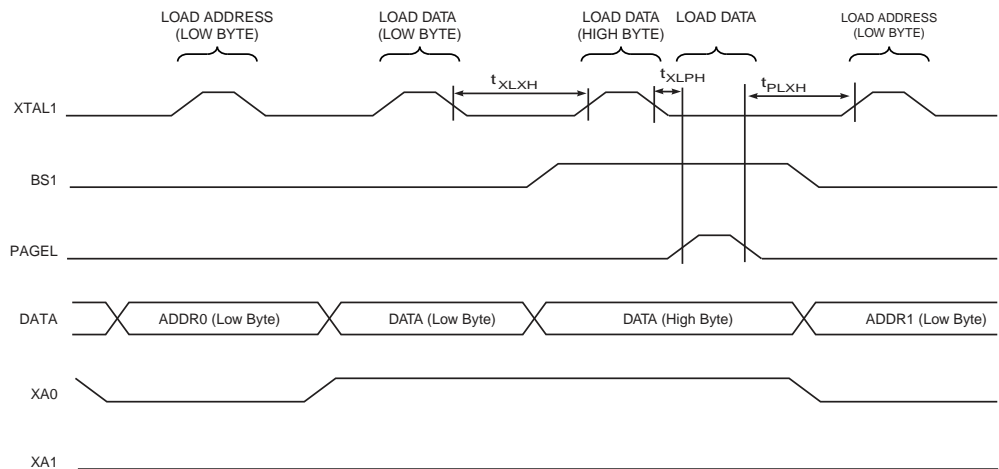 LOAD ADDRESS
(LOW BYTE)
LOAD DATA
(LOW BYTE)
LOAD DATA
(HIGH BYTE)
LOAD DATA
LOAD ADDRESS
(LOW BYTE)
tXLXH
tXLPH
tPLXH
XTAL1
BS1
PAGEL
DATA
ADDR0 (Low Byte)
DATA (Low Byte)
DATA (High Byte)
ADDR1 (Low Byte)
XA0
XA1